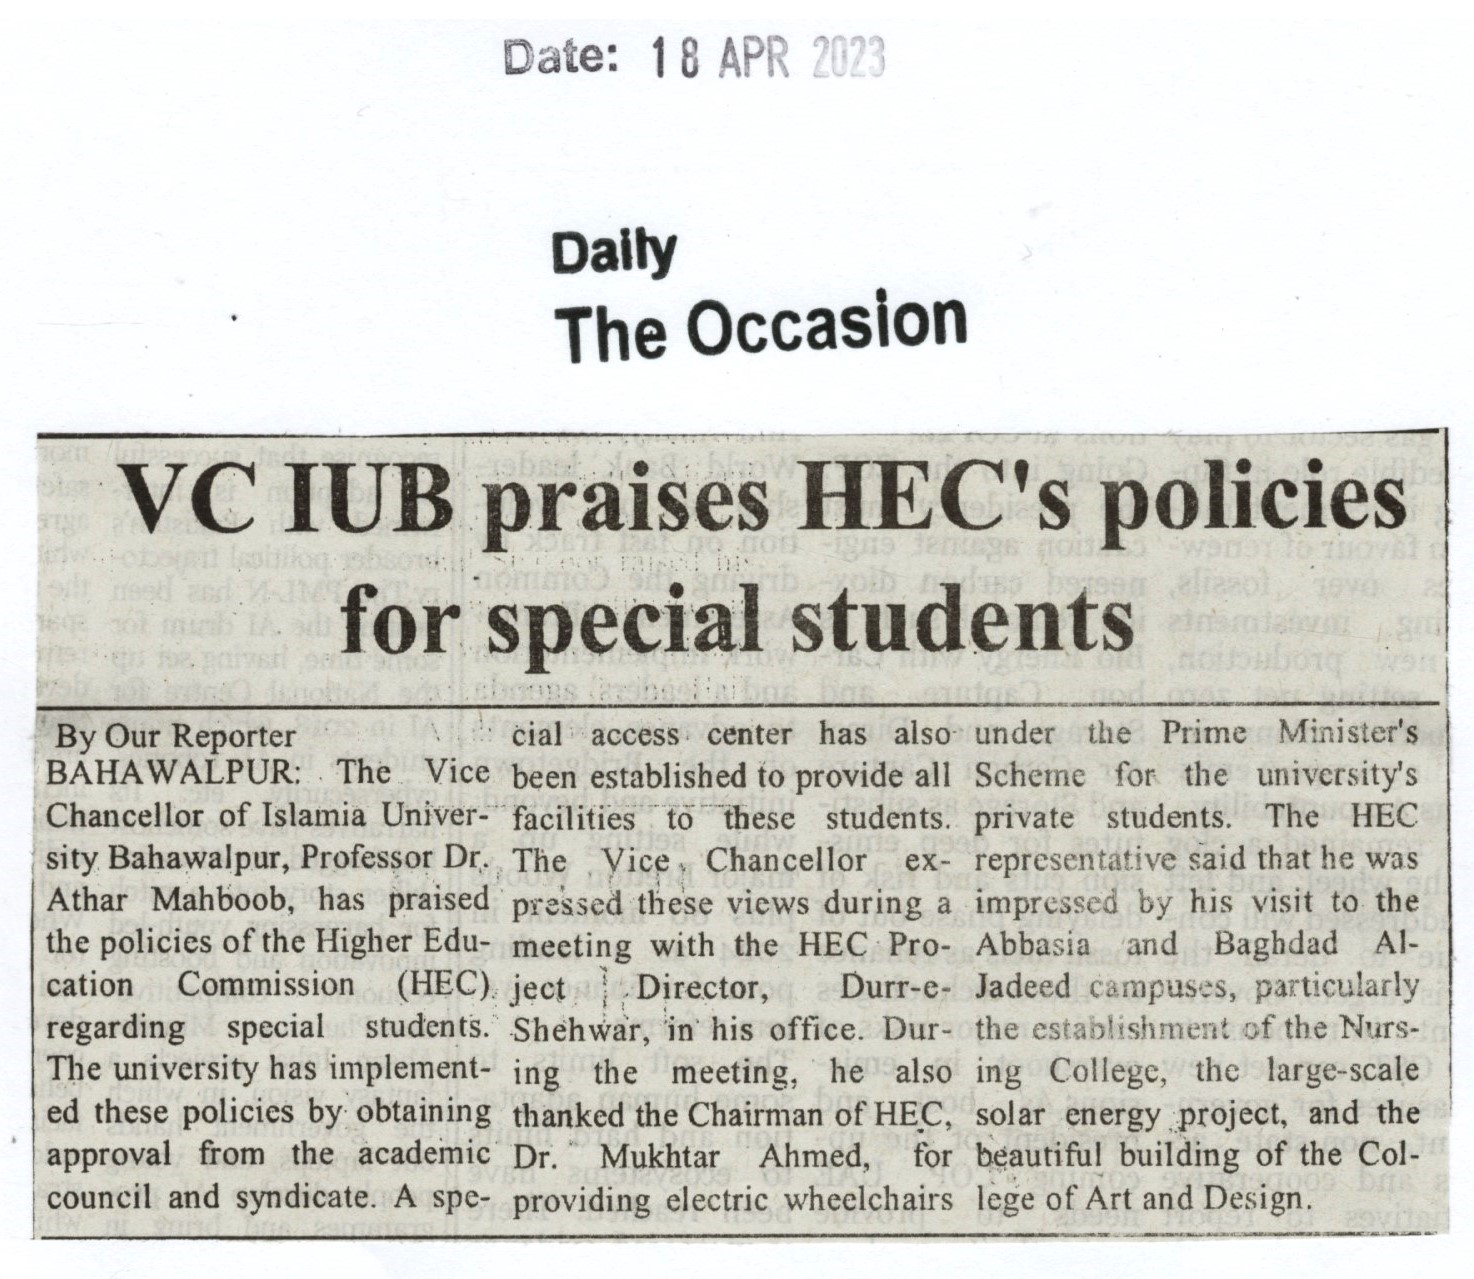 Date: 18 APR 2023
Daily
The Occasion
VC IUB praises HEC's policies
for special students
By Our Reporter
BAHAWALPUR: The Vice
Chancellor of Islamia Univer-
sity Bahawalpur, Professor Dr.
Athar Mahboob, has praised
the policies of the Higher Edu-
cation Commission (HEC)
regarding special students.
The university has implement-
ed these policies by obtaining
approval from the academic
council and syndicate. A spe-
cial access center has also
been established to provide all
facilities to these students.
The Vice Chancellor ex-
pressed these views during a
meeting with the HEC Pro-
ject Director, Durr-e-
Shehwar, in his office. Dur-
ing the meeting, he also
thanked the Chairman of HEC,
Dr. Mukhtar Ahmed, for
providing electric wheelchairs
under the Prime Minister's
Scheme for the university's
private students. The HEC
representative said that he was
impressed by his visit to the
Abbasia and Baghdad Al-
Jadeed campuses, particularly
the establishment of the Nurs-
ing College, the large-scale
solar energy project, and the
beautiful building of the Col-
lege of Art and Design.